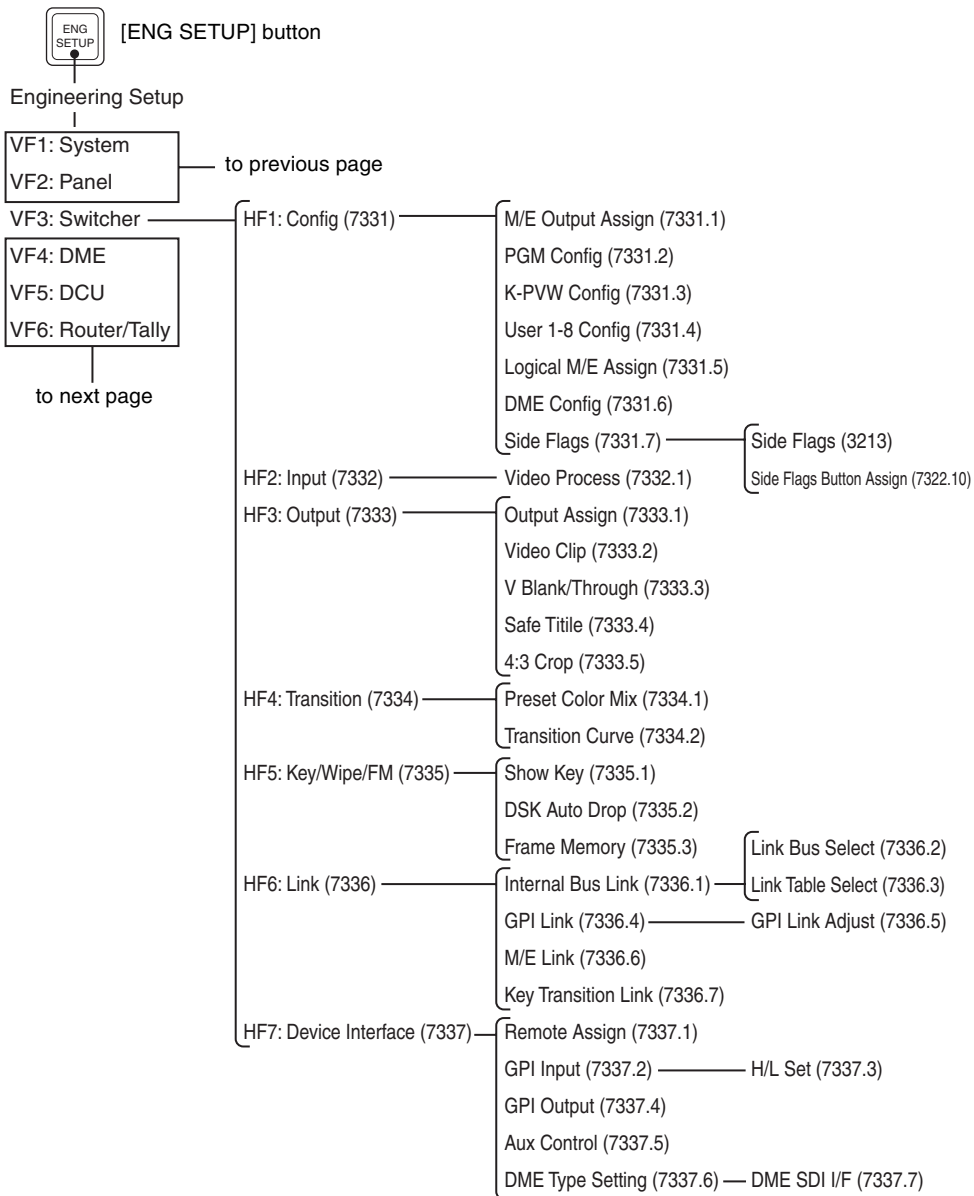 ENG
SETUP
[ENG SETUP] button
Engineering Setup
VF1: System
VF2: Panel
to previous page
VF3: Switcher
VF4: DME
VF5: DCU
VF6: Router/Tally
to next page
HF1: Config (7331)
M/E Output Assign (7331.1)
PGM Config (7331.2)
K-PVW Config (7331.3)
User 1-8 Config (7331.4)
Logical M/E Assign (7331.5)
DME Config (7331.6)
Side Flags (7331.7)
Side Flags (3213)
Side Flags Button Assign (7322.10)
HF2: Input (7332)
Video Process (7332.1)
HF3: Output (7333)
Output Assign (7333.1)
Video Clip (7333.2)
V Blank/Through (7333.3)
Safe Titile (7333.4)
4:3 Crop (7333.5)
HF4: Transition (7334)
Preset Color Mix (7334.1)
Transition Curve (7334.2)
HF5: Key/Wipe/FM (7335)
Show Key (7335.1)
DSK Auto Drop (7335.2)
Frame Memory (7335.3)
HF6: Link (7336)
Internal Bus Link (7336.1)
Link Bus Select (7336.2)
Link Table Select (7336.3)
GPI Link (7336.4)
GPI Link Adjust (7336.5)
M/E Link (7336.6)
Key Transition Link (7336.7)
HF7: Device Interface (7337)
Remote Assign (7337.1)
GPI Input (7337.2)
H/L Set (7337.3)
GPI Output (7337.4)
Aux Control (7337.5)
DME Type Setting (7337.6)
DME SDI I/F (7337.7)